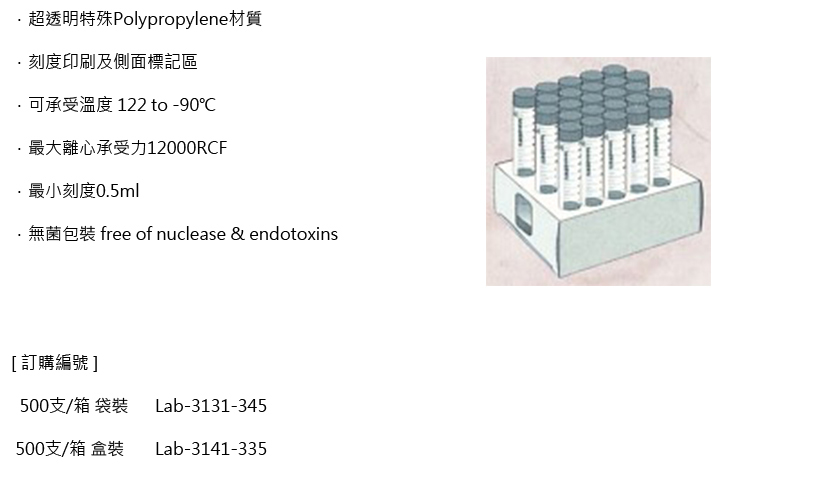 · 超透明特殊Polypropylene材質
· 刻度印刷及側面標記區
· 可承受溫度 122 to -90℃
· 最大離心承受力12000RCF
· 最小刻度0.5ml
· 無菌包裝 free of nuclease & endotoxins
[ 訂購編號 ]
500支/箱 袋裝 Lab-3131-345
500支/箱 盒裝 Lab-3141-335